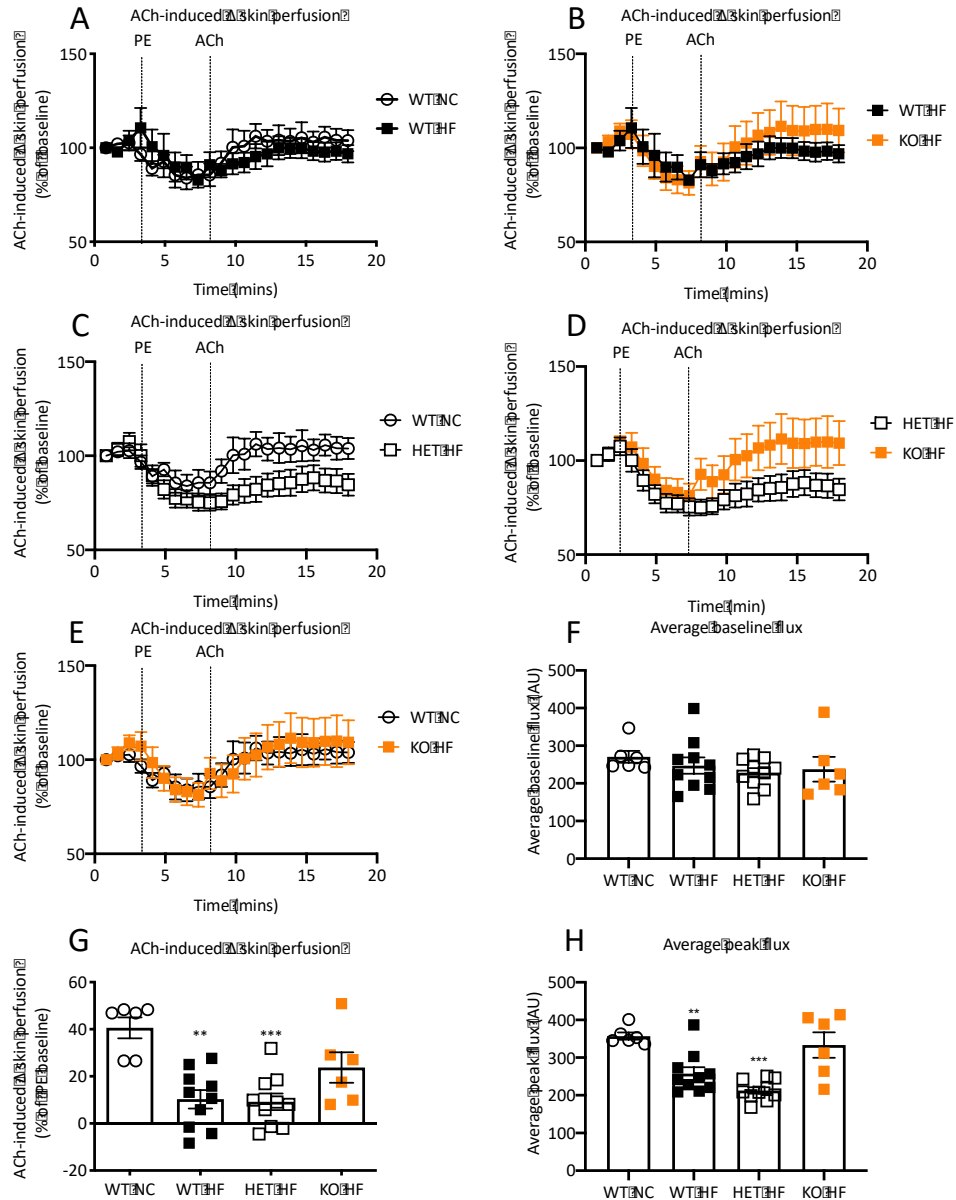 A
ACh-induced Δ skin perfusion
PE
ACh
ACh-induced Δ skin perfusion
(% of baseline)
150
100
50
0
5
10
15
20
Time (mins)
WT NC
WT HF
B
ACh-induced Δ skin perfusion
PE
ACh
ACh-induced Δ skin perfusion
(% of baseline)
150
100
50
0
5
10
15
20
Time (mins)
WT HF
KO HF
C
ACh-induced Δ skin perfusion
PE
ACh
ACh-induced Δ skin perfusion
(% of baseline)
150
100
50
0
5
10
15
20
Time (mins)
WT NC
HET HF
D
ACh-induced Δ skin perfusion
PE
ACh
ACh-induced Δ skin perfusion
(% of baseline)
150
100
50
0
5
10
15
20
Time (min)
HET HF
KO HF
E
ACh-induced Δ skin perfusion
PE
ACh
ACh-induced Δ skin perfusion
(% of baseline)
150
100
50
0
5
10
15
20
Time (mins)
WT NC
KO HF
F
Average baseline flux
Average baseline flux (AU)
500
400
300
200
100
0
WT NC
WT HF
HET HF
KO HF
G
ACh-induced Δ skin perfusion
ACh-induced Δ skin perfusion
(% of PE baseline)
60
40
20
0
-20
**
***
WT NC
WT HF
HET HF
KO HF
H
Average peak flux
Average peak flux (AU)
500
400
300
200
100
0
**
***
WT NC
WT HF
HET HF
KO HF